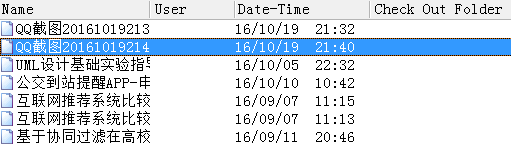 Name User Date-Time Check Out Folder
QQ截图20161019213 16/10/19 21:32
QQ截图20161019214 16/10/19 21:40
UML设计基础实验指 16/10/05 22:32
公交到站提醒APP- 16/10/10 10:42
互联网推荐系统比较 16/09/07 11:15
互联网推荐系统比较 16/09/07 11:13
基于协同过滤在高校 16/09/11 20:46